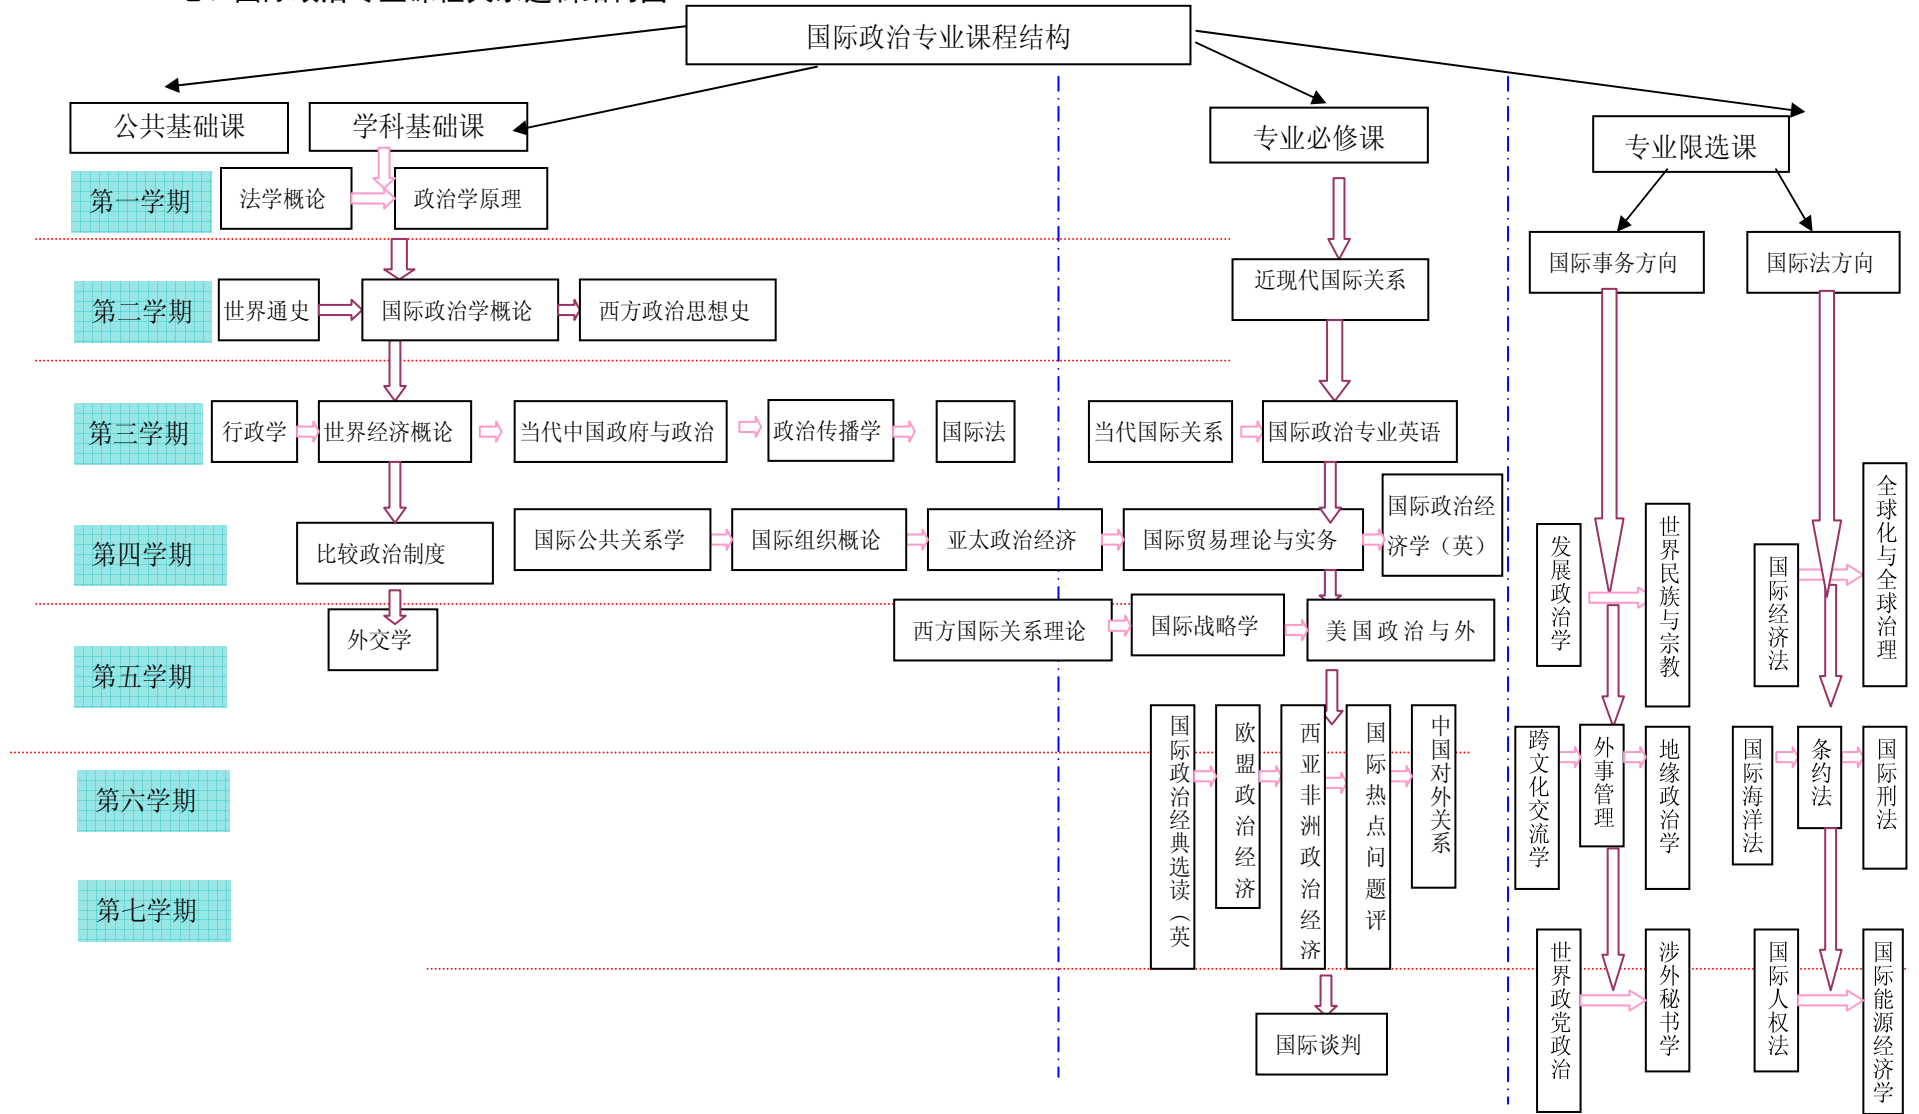 国际政治专业课程结构
公共基础课
学科基础课
专业必修课
专业限选课
第一学期
法学概论
政治学原理
国际事务方向
国际法方向
第二学期
世界通史
国际政治学概论
西方政治思想史
近现代国际关系
第三学期
行政学
世界经济概论
当代中国政府与政治
政治传播学
国际法
当代国际关系
国际政治专业英语
第四学期
比较政治制度
国际公共关系学
国际组织概论
亚太政治经济
国际贸易理论与实务
国际政治经
济学（英）
发展政治学
世界民族与宗教
国际经济法
全球化与全球治理
第五学期
外交学
西方国际关系理论
国际战略学
美国政治与外
第六学期
国际政治经典选读（英
欧盟政治经济
西亚非洲政治经济
国际热点问题评
中国对外关系
跨文化交流学
外事管理
地缘政治学
国际海洋法
条约法
国际刑法
第七学期
国际谈判
世界政党政治
涉外秘书学
国际人权法
国际能源经济学